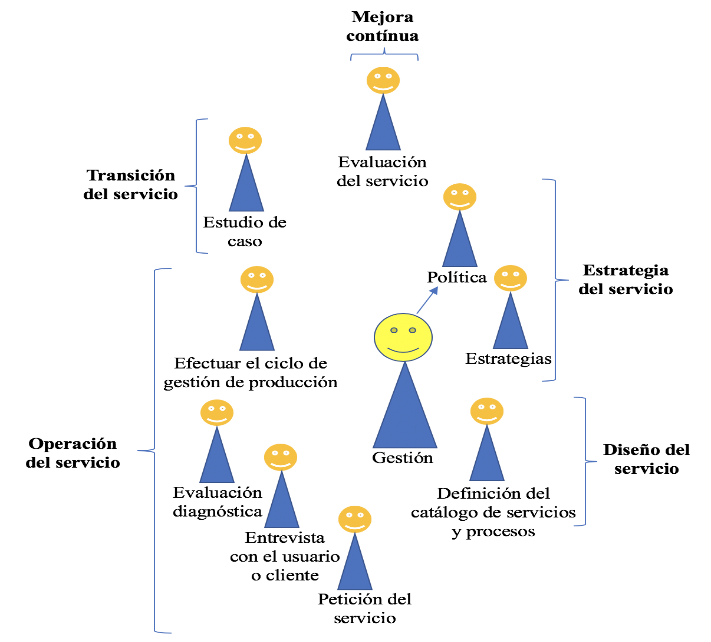 Mejora
contínua
Evaluación
del servicio
Transición
del servicio
Estudio de
caso
Política
Estrategias
Estrategia
del servicio
Efectuar el ciclo de
gestión de producción
Gestión
Operación
del servicio
Evaluación
diagnóstica
Entrevista
con el usuario
o cliente
Petición del
servicio
Definición del
catálogo de servicios
y procesos
Diseño del
servicio